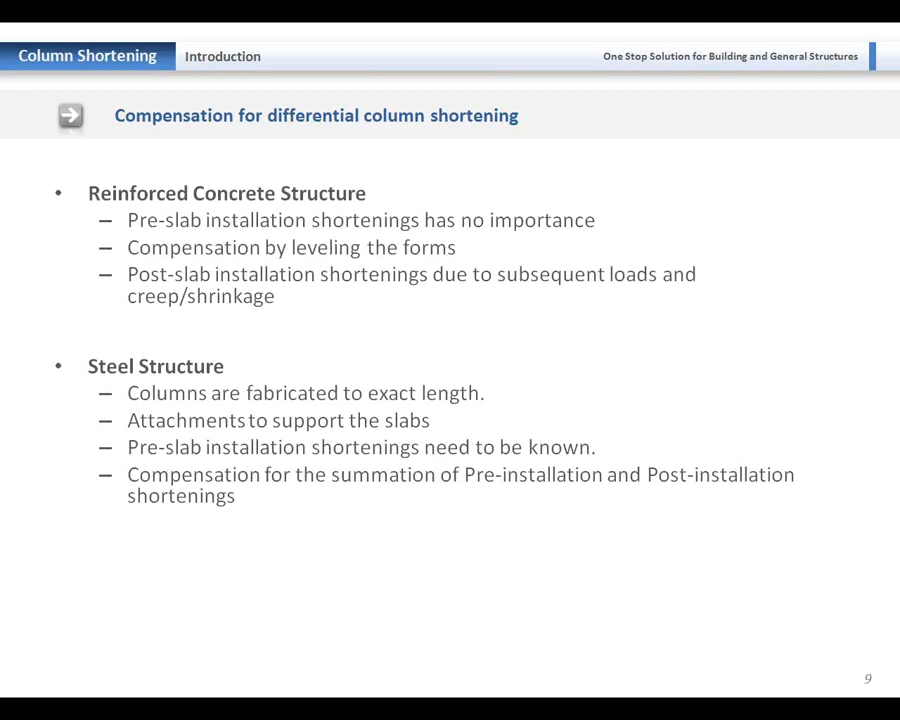 Column Shortening
Introduction
One Stop Solution for Building and General Structures
Compensation for differential column shortening
• Reinforced Concrete Structure
– Pre-slab installation shortenings has no importance
– Compensation by leveling the forms
– Post-slab installation shortenings due to subsequent loads and
creep/shrinkage
• Steel Structure
– Columns are fabricated to exact length.
– Attachments to support the slabs
– Pre-slab installation shortenings need to be known.
– Compensation for the summation of Pre-installation and Post-installation
shortenings
9